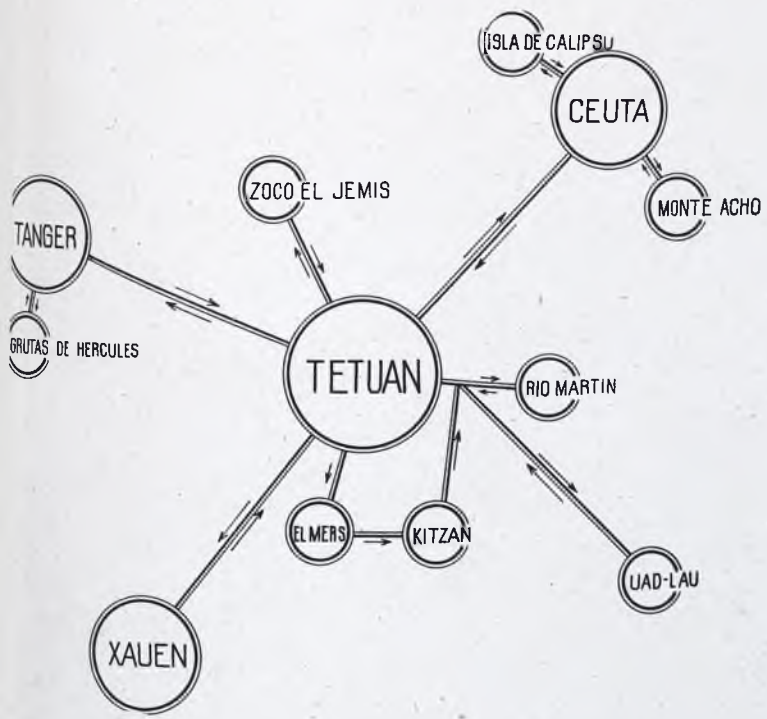 ISLA DE CALIPSU
CEUTA
ZOCO EL JEMIS
MONTE ACHO
TANGER
GRUTAS DE HERCULES
TETUAN
RIO MARTIN
EL MERS
KITZAN
UAD-LAU
XAUEN